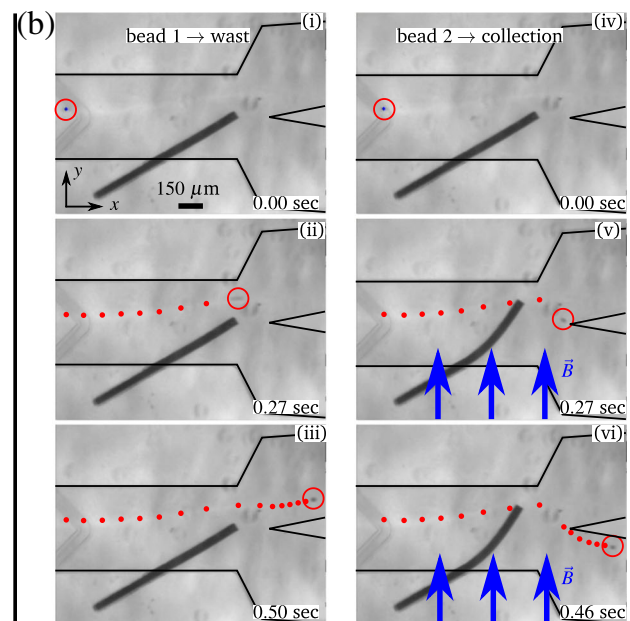 (b)
bead 1 → wast
(i)
y
x
150 μm
0.00 sec
bead 2 → collection
(iv)
0.00 sec
(ii)
0.27 sec
(v)
B⃗
0.27 sec
(iii)
0.50 sec
(vi)
B⃗
0.46 sec